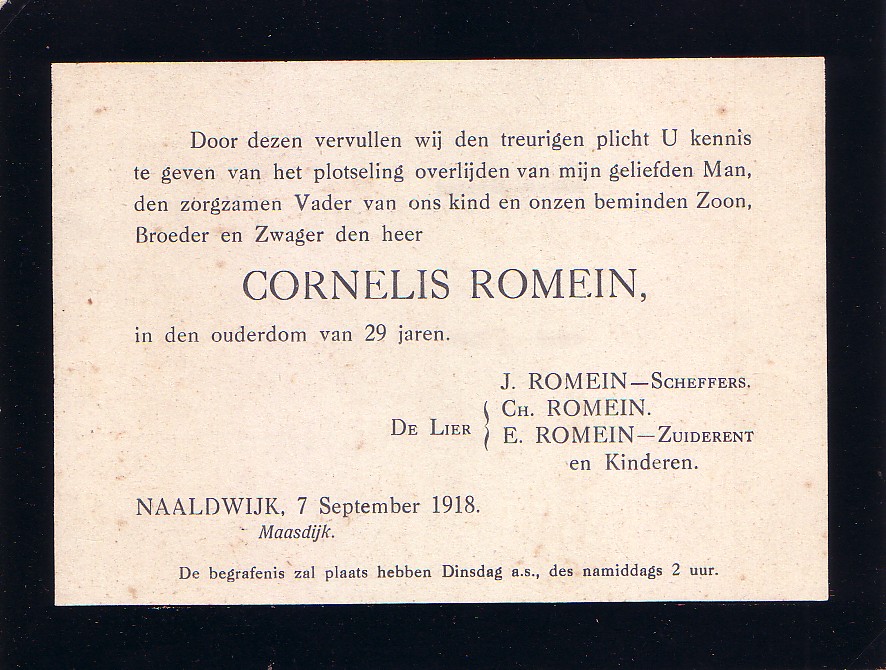 Door dezen vervullen wij den treurigen plicht U kennis
te geven van het plotseling overlijden van mijn geliefden Man,
den zorgzamen Vader van ons kind en onzen beminden Zoon,
Broeder en Zwager den heer
CORNELIS ROMEIN,
in den ouderdom van 29 jaren.
J. ROMEIN—SCHEFFERS.
CH. ROMEIN.
DE LIER
E. ROMEIN—ZUIDERENT
en Kinderen.
NAALDWIJK, 7 September 1918.
Maasdijk.
De begrafenis zal plaats hebben Dinsdag a.s., des namiddags 2 uur.